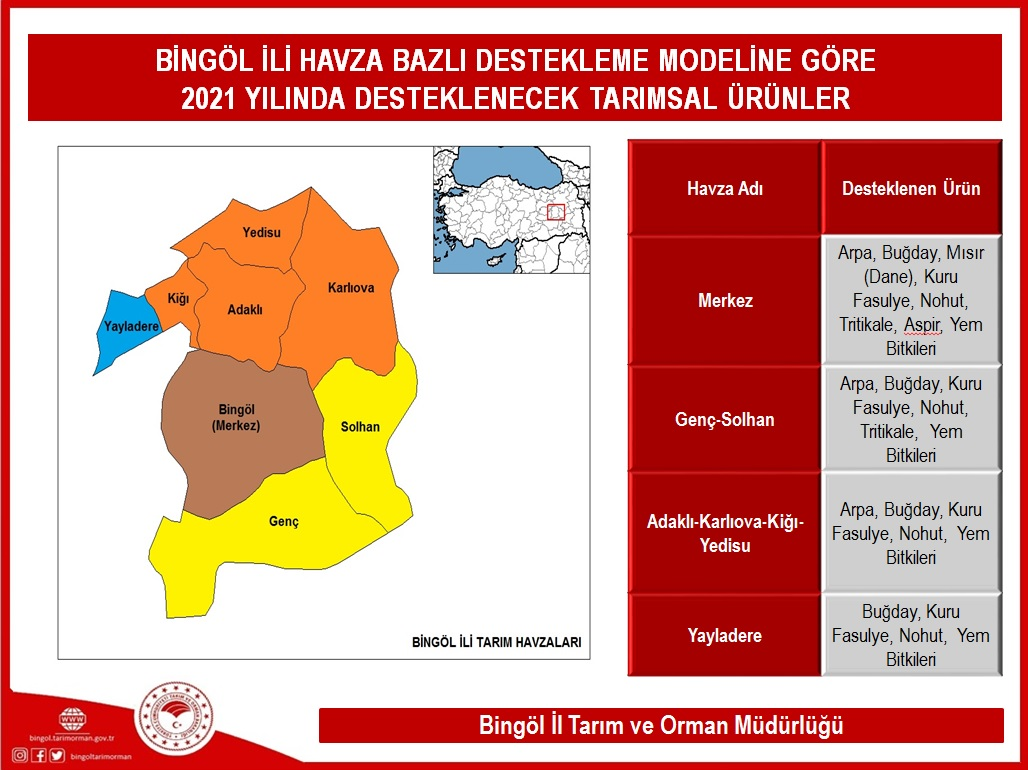 BİNGÖL İLİ HAVZA BAZLI DESTEKLEME MODELİNE GÖRE
2021 YILINDA DESTEKLENECEK TARIMSAL ÜRÜNLER
Yedisu
Karlıova
Kiğı
Adaklı
Yayladere
Bingöl
(Merkez)
Solhan
Genç
BİNGÖL İLİ TARIM HAVZALARI
Havza Adı
Desteklenen Ürün
Merkez
Arpa, Buğday, Mısır
(Dane), Kuru
Fasulye, Nohut,
Tritikale, Aspir, Yem
Bitkileri
Genç-Solhan
Arpa, Buğday, Kuru
Fasulye, Nohut,
Tritikale, Yem
Bitkileri
Adaklı-Karlıova-Kiğı-
Yedisu
Arpa, Buğday, Kuru
Fasulye, Nohut, Yem
Bitkileri
Yayladere
Buğday, Kuru
Fasulye, Nohut, Yem
Bitkileri
bingol.tarimorman.gov.tr
bingoltarimorman
Bingöl İl Tarım ve Orman Müdürlüğü